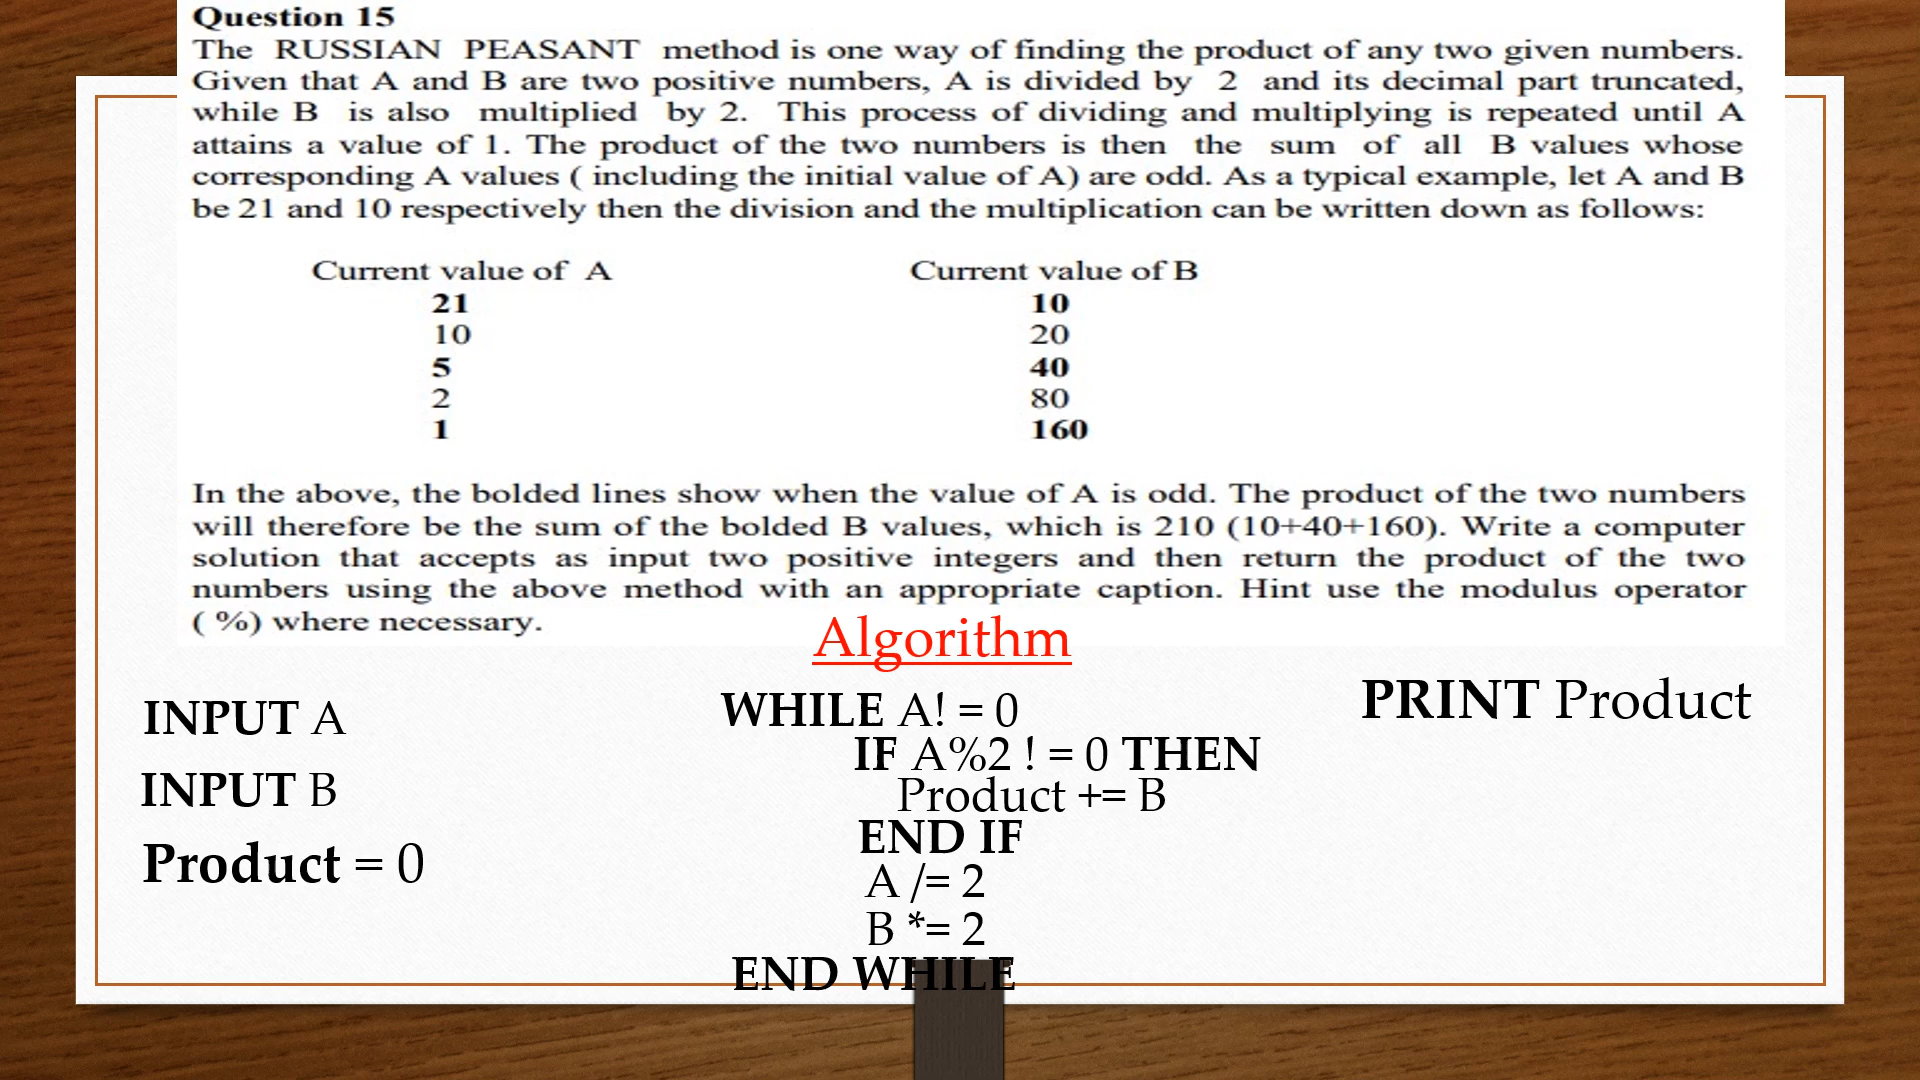 Question 15
The RUSSIAN PEASANT method is one way of finding the product of any two given numbers.
Given that A and B are two positive numbers, A is divided by 2 and its decimal part truncated,
while B is also multiplied by 2. This process of dividing and multiplying is repeated until A
attains a value of 1. The product of the two numbers is then the sum of all B values whose
corresponding A values ( including the initial value of A) are odd. As a typical example, let A and B
be 21 and 10 respectively then the division and the multiplication can be written down as follows:
Current value of A Current value of B
21 10
10 20
5 40
2 80
1 160
In the above, the bolded lines show when the value of A is odd. The product of the two numbers
will therefore be the sum of the bolded B values, which is 210 (10+40+160). Write a computer
solution that accepts as input two positive integers and then return the product of the two
numbers using the above method with an appropriate caption. Hint use the modulus operator
( %) where necessary.
Algorithm
INPUT A
INPUT B
Product = 0
WHILE A! = 0
IF A%2 ! = 0 THEN
Product += B
END IF
A /= 2
B *= 2
END WHILE
PRINT Product